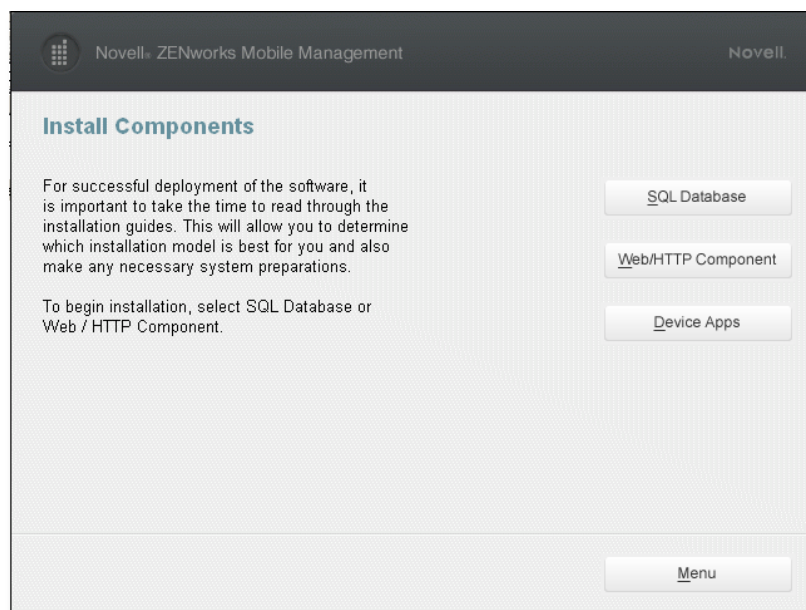 Novell® ZENworks Mobile Management
Novell.
Install Components
For successful deployment of the software, it
is important to take the time to read through the
installation guides. This will allow you to determine
which installation model is best for you and also
make any necessary system preparations.
To begin installation, select SQL Database or
Web / HTTP Component.
SQL Database
Web/HTTP Component
Device Apps
Menu